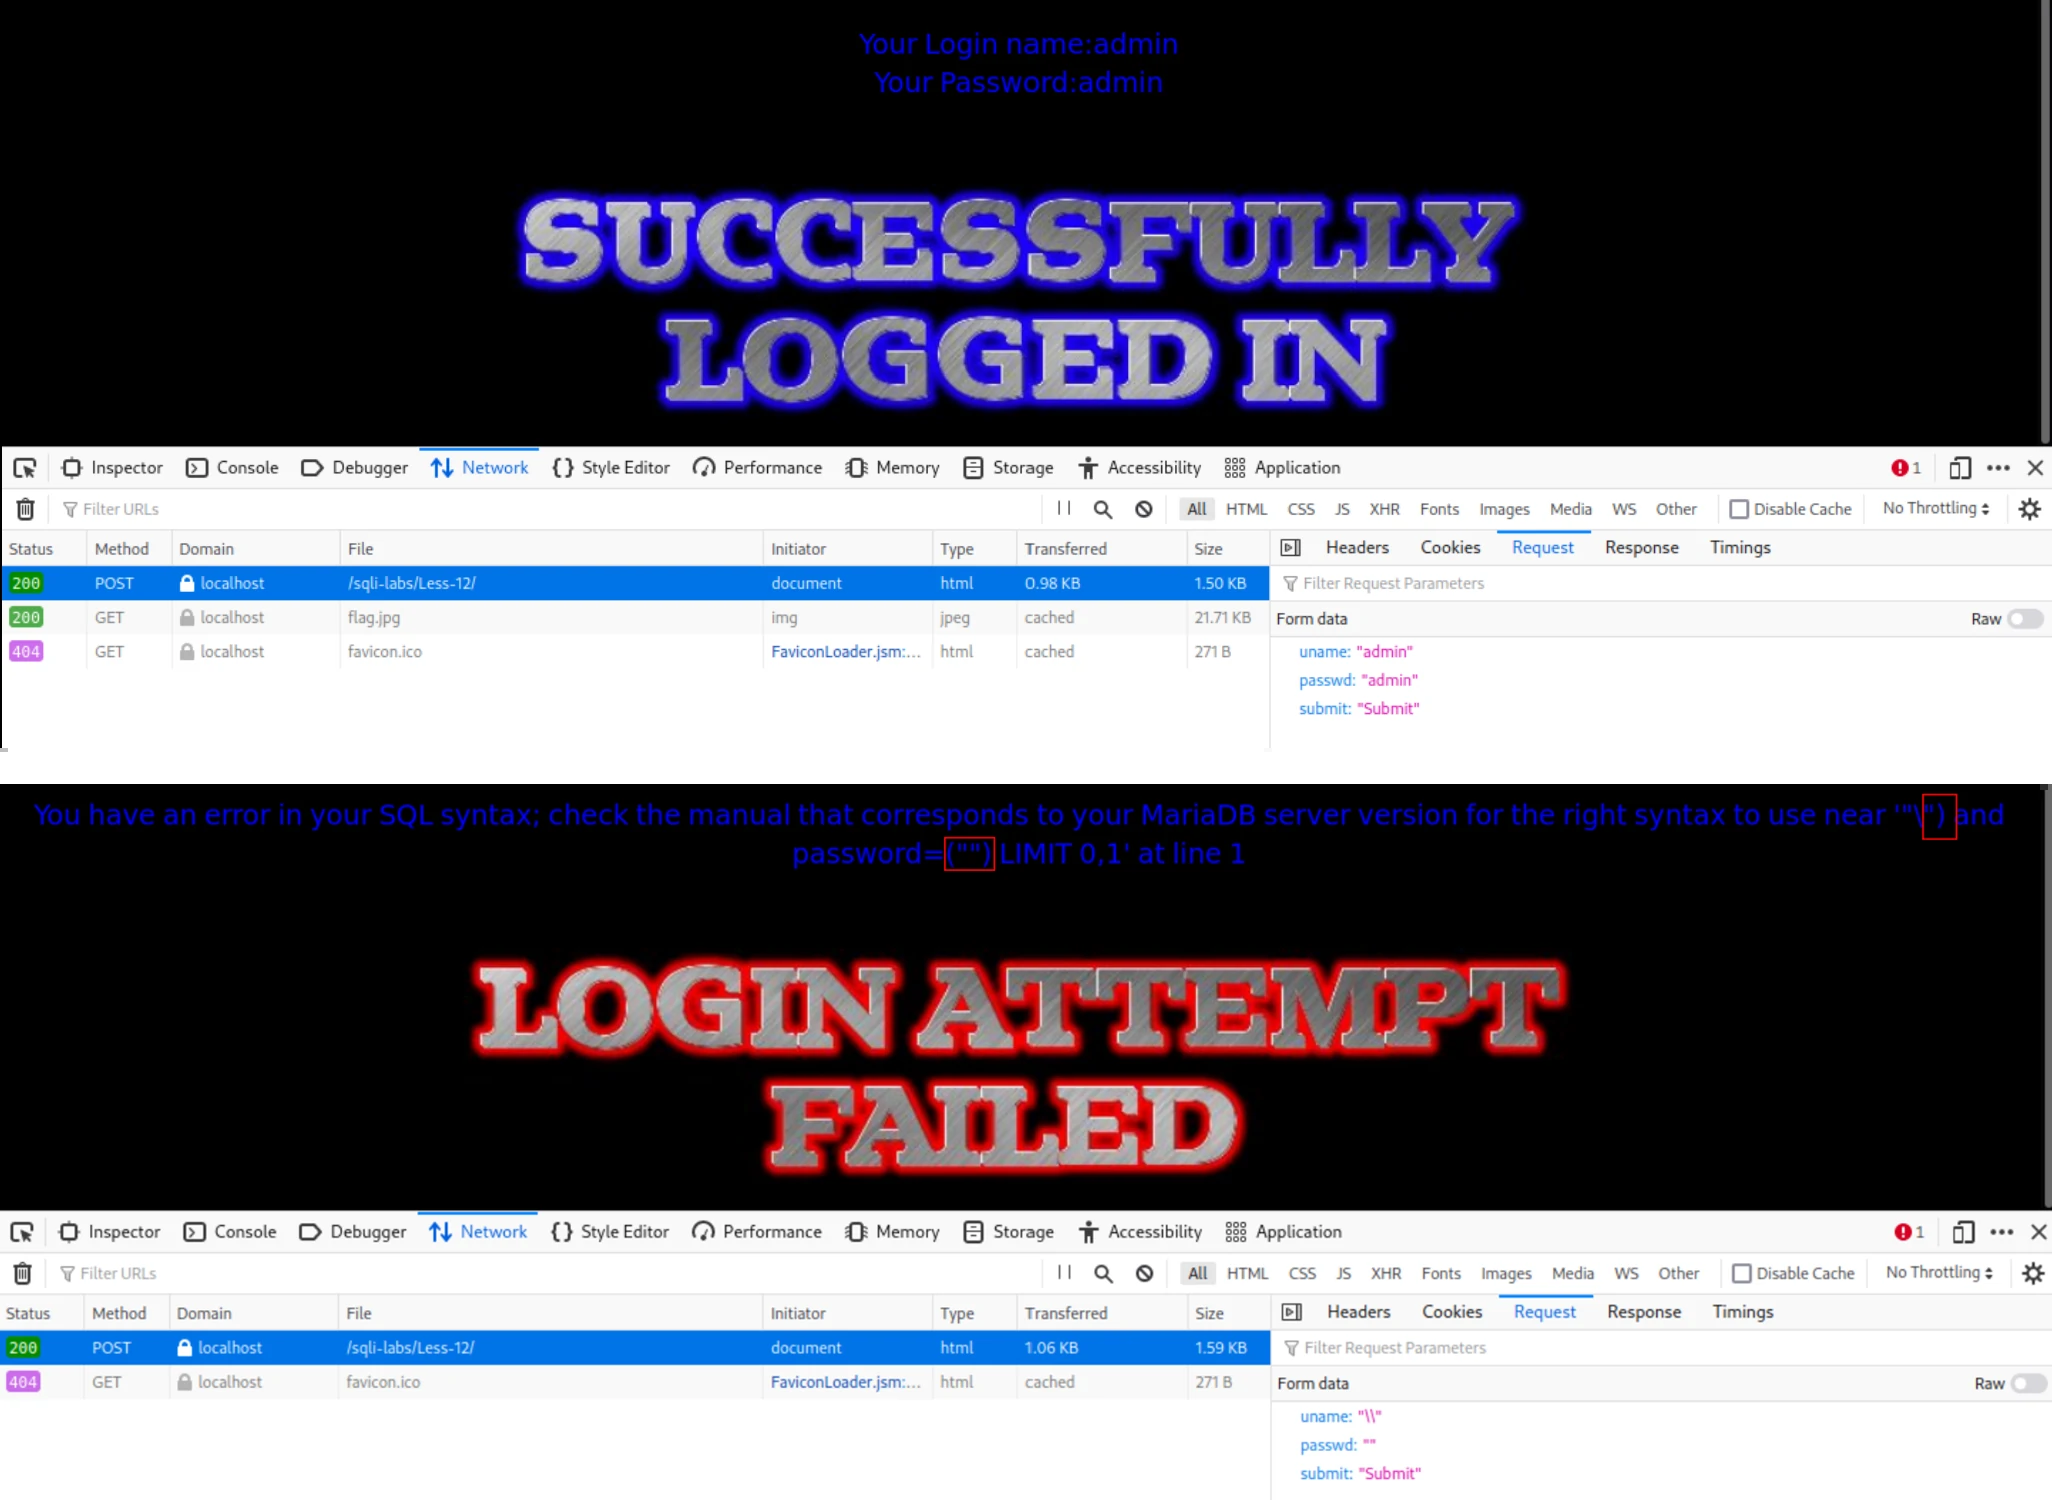 Your Login name:admin
Your Password:admin
SUCCESSFULLY
LOGGED IN
Inspector Console Debugger Network Style Editor Performance Memory Storage Accessibility Application 1
Filter URLs All HTML CSS JS XHR Fonts Images Media WS Other Disable Cache No Throttling
Status Method Domain File Initiator Type Transferred Size Headers Cookies Request Response Timings
200 POST localhost /sqli-labs/Less-12/ document html 0.98 KB 1.50 KB Filter Request Parameters
200 GET localhost flag.jpg img jpeg cached 21.71 KB Form data Raw
404 GET localhost favicon.ico FaviconLoader.jsm:... html cached 271 B uname: "admin"
passwd: "admin"
submit: "Submit"
You have an error in your SQL syntax; check the manual that corresponds to your MariaDB server version for the right syntax to use near '"\") and
password=("") LIMIT 0,1' at line 1
LOGIN ATTEMPT
FAILED
Inspector Console Debugger Network Style Editor Performance Memory Storage Accessibility Application 1
Filter URLs All HTML CSS JS XHR Fonts Images Media WS Other Disable Cache No Throttling
Status Method Domain File Initiator Type Transferred Size Headers Cookies Request Response Timings
200 POST localhost /sqli-labs/Less-12/ document html 1.06 KB 1.59 KB Filter Request Parameters
404 GET localhost favicon.ico FaviconLoader.jsm:... html cached 271 B Form data Raw
uname: "\\"
passwd: ""
submit: "Submit"